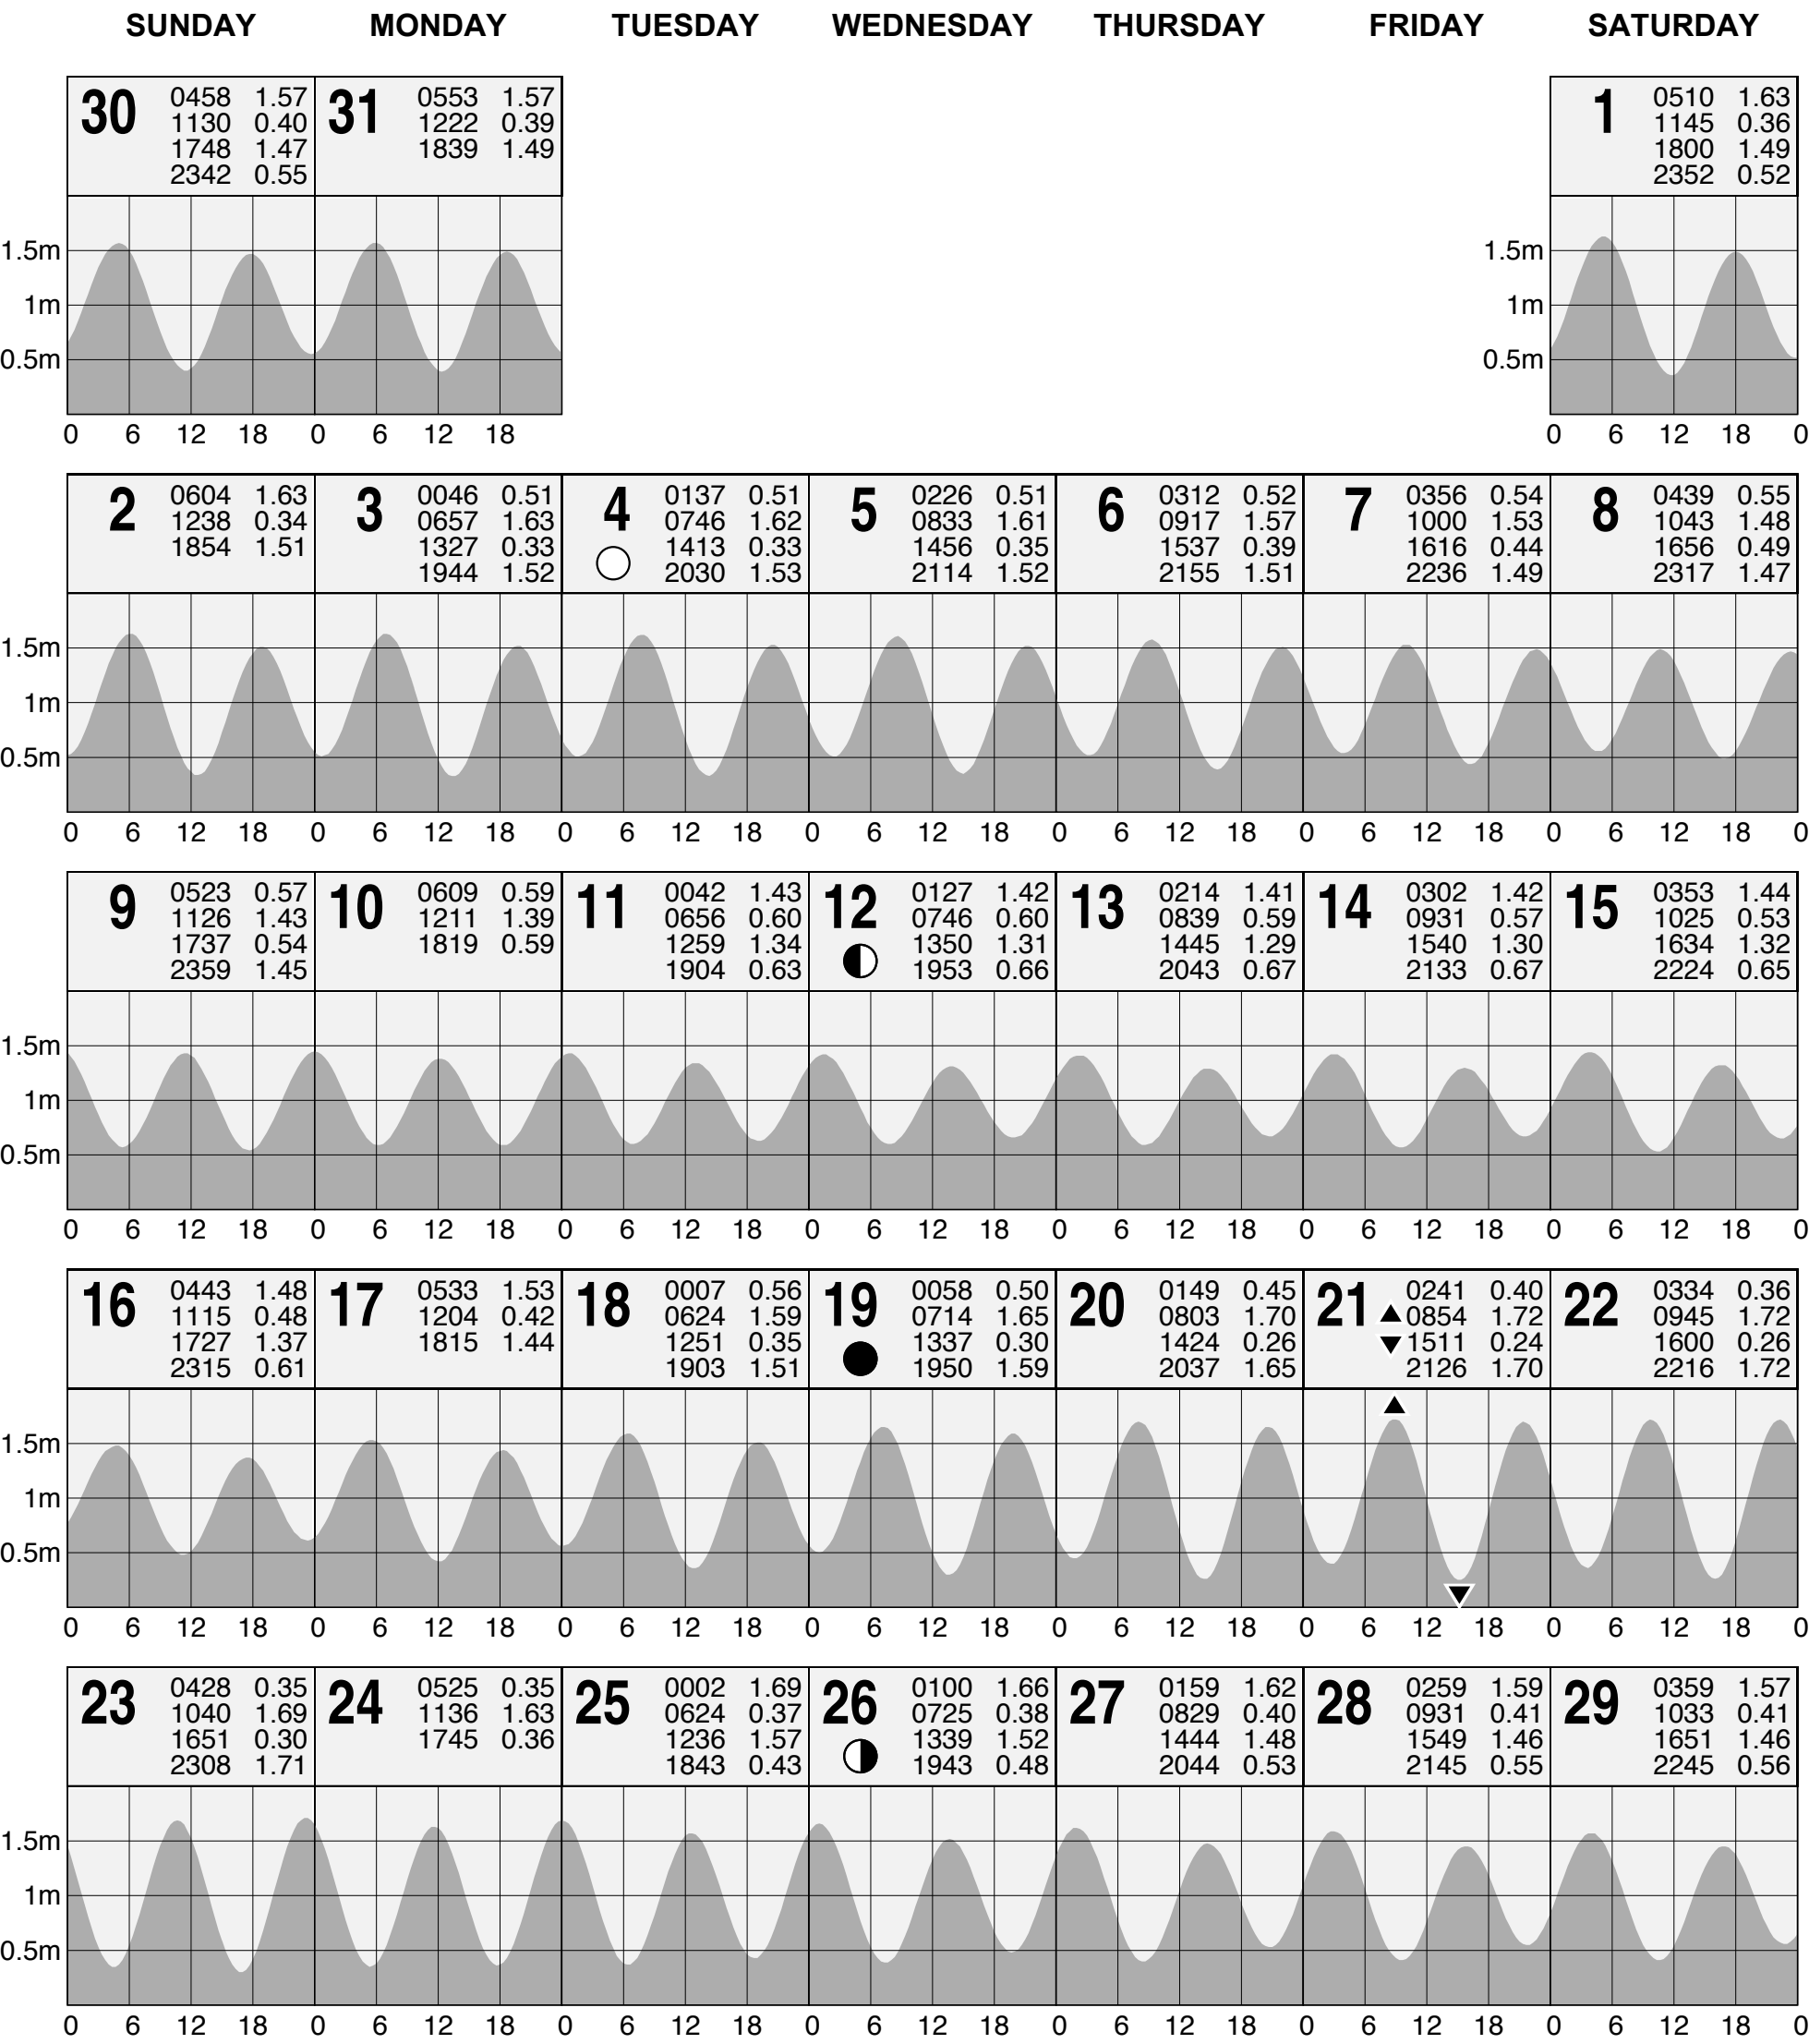 SUNDAY MONDAY TUESDAY WEDNESDAY THURSDAY FRIDAY SATURDAY
30 0458 1.57 31 0553 1.57 1 0510 1.63
1130 0.40 1222 0.39 1145 0.36
1748 1.47 1839 1.49 1800 1.49
2342 0.55 2352 0.52
1.5m 1.5m
1m 1m
0.5m 0.5m
0 6 12 18 0 6 12 18 0 6 12 18 0
2 0604 1.63 3 0046 0.51 4 0137 0.51 5 0226 0.51 6 0312 0.52 7 0356 0.54 8 0439 0.55
1238 0.34 0657 1.63 0746 1.62 0833 1.61 0917 1.57 1000 1.53 1043 1.48
1854 1.51 1327 0.33 1413 0.33 1456 0.35 1537 0.39 1616 0.44 1656 0.49
1944 1.52 2030 1.53 2114 1.52 2155 1.51 2236 1.49 2317 1.47
1.5m
1m
0.5m
0 6 12 18 0 6 12 18 0 6 12 18 0 6 12 18 0 6 12 18 0 6 12 18 0 6 12 18 0
9 0523 0.57 10 0609 0.59 11 0042 1.43 12 0127 1.42 13 0214 1.41 14 0302 1.42 15 0353 1.44
1126 1.43 1211 1.39 0656 0.60 0746 0.60 0839 0.59 0931 0.57 1025 0.53
1737 0.54 1819 0.59 1259 1.34 1350 1.31 1445 1.29 1540 1.30 1634 1.32
2359 1.45 1904 0.63 1953 0.66 2043 0.67 2133 0.67 2224 0.65
1.5m
1m
0.5m
0 6 12 18 0 6 12 18 0 6 12 18 0 6 12 18 0 6 12 18 0 6 12 18 0 6 12 18 0
16 0443 1.48 17 0533 1.53 18 0007 0.56 19 0058 0.50 20 0149 0.45 21 0241 0.40 22 0334 0.36
1115 0.48 1204 0.42 0624 1.59 0714 1.65 0803 1.70 0854 1.72 0945 1.72
1727 1.37 1815 1.44 1251 0.35 1337 0.30 1424 0.26 1511 0.24 1600 0.26
2315 0.61 1903 1.51 1950 1.59 2037 1.65 2126 1.70 2216 1.72
1.5m
1m
0.5m
0 6 12 18 0 6 12 18 0 6 12 18 0 6 12 18 0 6 12 18 0 6 12 18 0 6 12 18 0
23 0428 0.35 24 0525 0.35 25 0002 1.69 26 0100 1.66 27 0159 1.62 28 0259 1.59 29 0359 1.57
1040 1.69 1136 1.63 0624 0.37 0725 0.38 0829 0.40 0931 0.41 1033 0.41
1651 0.30 1745 0.36 1236 1.57 1339 1.52 1444 1.48 1549 1.46 1651 1.46
2308 1.71 1843 0.43 1943 0.48 2044 0.53 2145 0.55 2245 0.56
1.5m
1m
0.5m
0 6 12 18 0 6 12 18 0 6 12 18 0 6 12 18 0 6 12 18 0 6 12 18 0 6 12 18 0